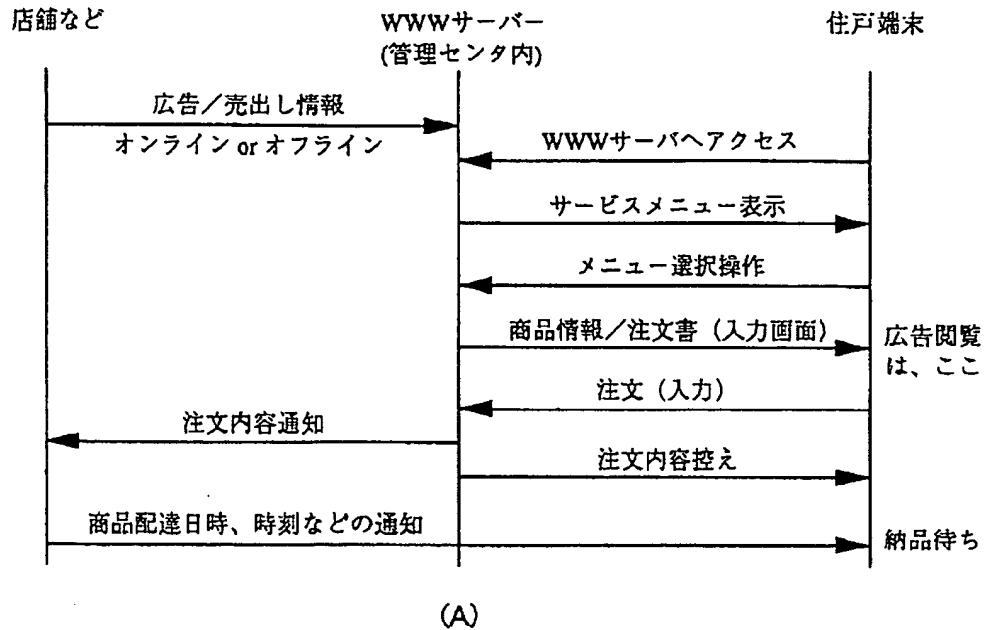 店舗など
WWWサーバー
(管理センタ内)
住戸端末
広告／売出し情報
オンライン or オフライン
WWWサーバへアクセス
サービスメニュー表示
メニュー選択操作
商品情報／注文書（入力画面）
広告閲覧
は、ここ
注文（入力）
注文内容通知
注文内容控え
商品配達日時、時刻などの通知
納品待ち
(A)